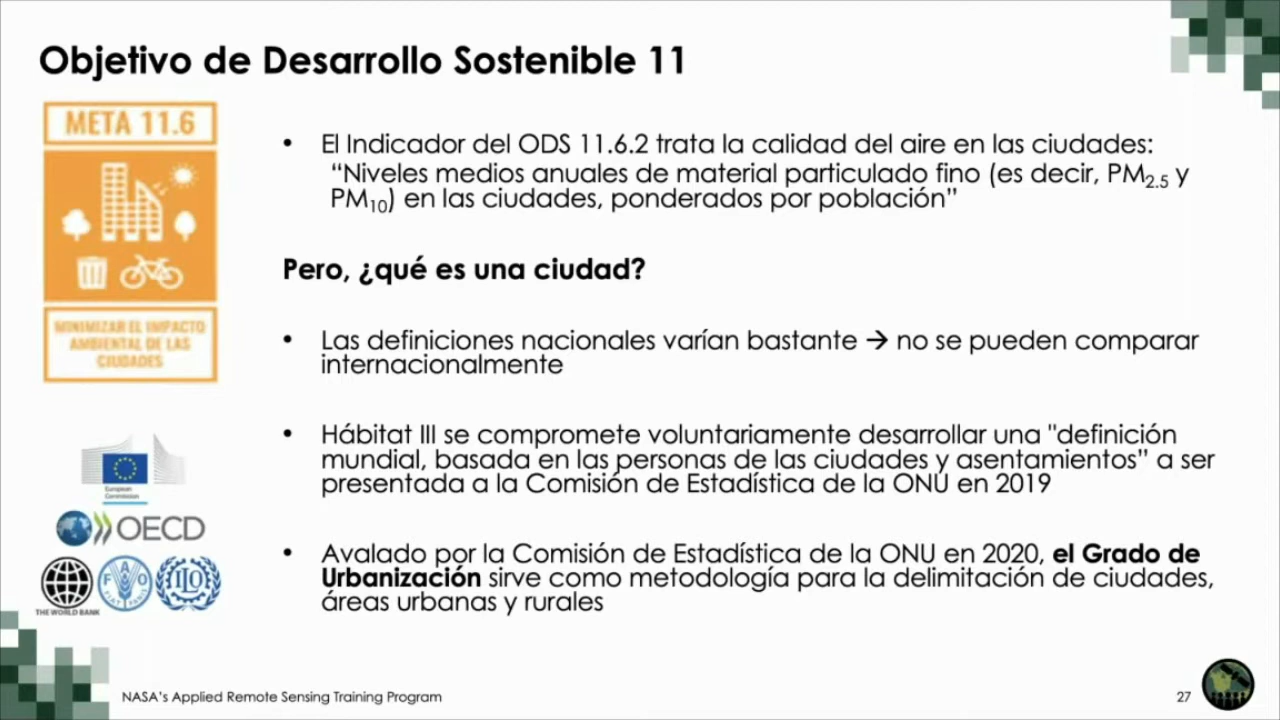 Objetivo de Desarrollo Sostenible 11
META 11.6
MINIMIZAR EL IMPACTO
AMBIENTAL DE LAS
CIUDADES
• El Indicador del ODS 11.6.2 trata la calidad del aire en las ciudades:
“Niveles medios anuales de material particulado fino (es decir, PM2.5 y
PM10) en las ciudades, ponderados por población”
Pero, ¿qué es una ciudad?
• Las definiciones nacionales varían bastante → no se pueden comparar
internacionalmente
• Hábitat III se compromete voluntariamente desarrollar una "definición
mundial, basada en las personas de las ciudades y asentamientos” a ser
presentada a la Comisión de Estadística de la ONU en 2019
• Avalado por la Comisión de Estadística de la ONU en 2020, el Grado de
Urbanización sirve como metodología para la delimitación de ciudades,
áreas urbanas y rurales
European
Commission
OECD
FAO
FIAT PANIS
ILO
THE WORLD BANK
NASA's Applied Remote Sensing Training Program
27